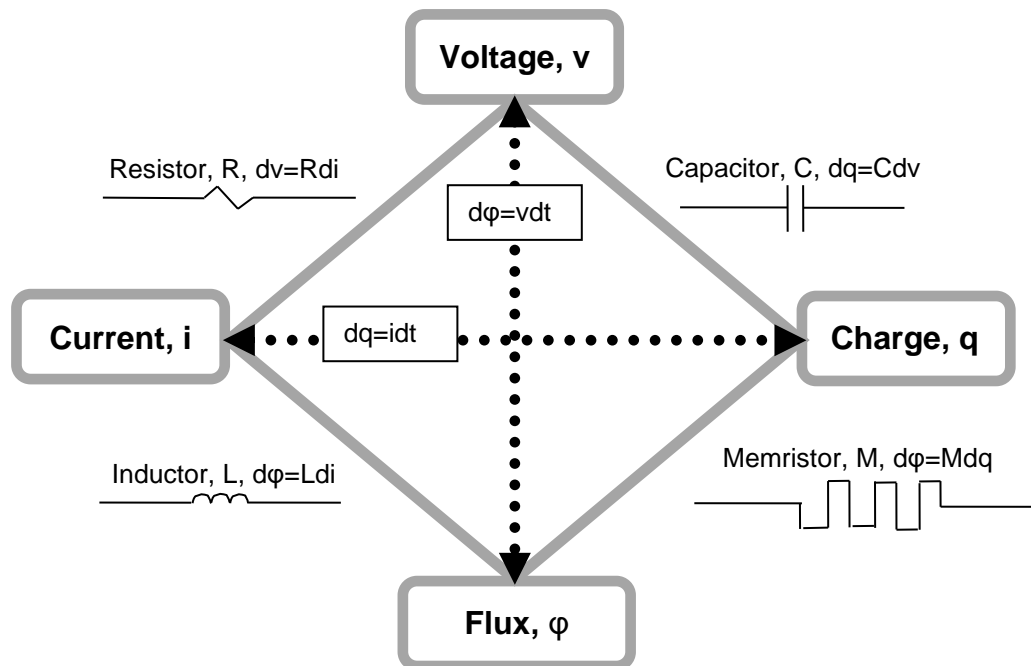 Voltage, v
Resistor, R, dv=Rdi
Capacitor, C, dq=Cdv
dφ=vdt
Current, i
dq=idt
Charge, q
Inductor, L, dφ=Ldi
Memristor, M, dφ=Mdq
Flux, φ